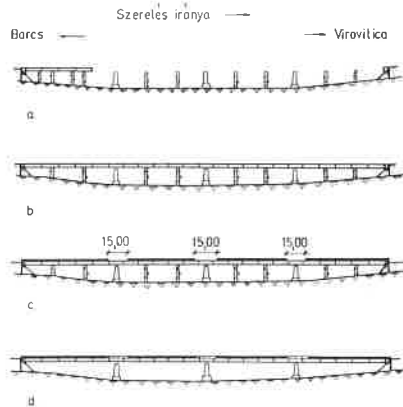 Szerelés iránya
Barcs
Virovitica
a
b
15,00 15,00 15,00
c
d